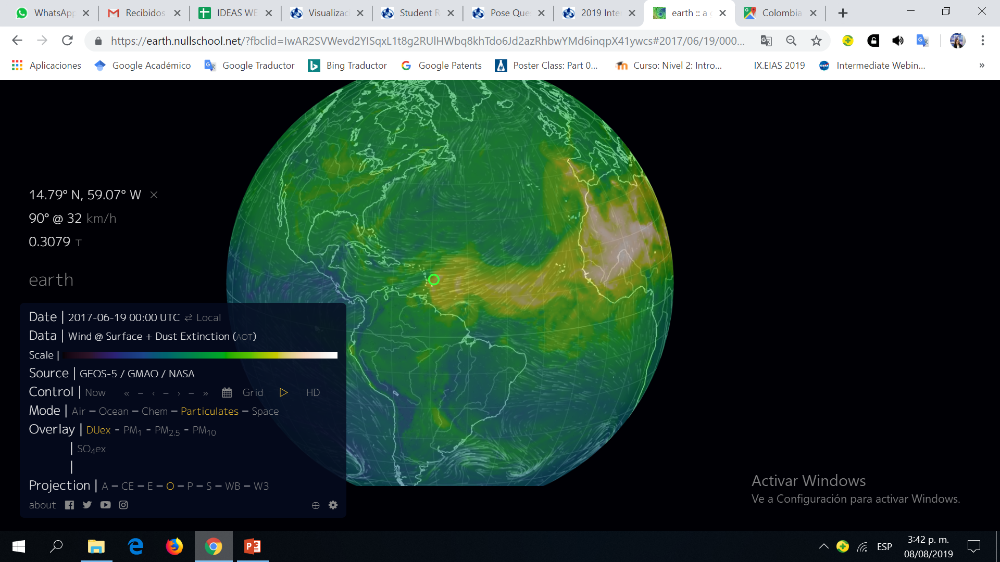 WhatsApp
Recibidos
IDEAS WE
Visualizac
Student R
Pose Que
2019 Inte
earth :: a g
Colombia
https://earth.nullschool.net/?fbclid=IwAR2SVWevd2YISqxL1t8g2RUlHWbq8khTdo6Jd2azRhbwYMd6inqpX41ywcs#2017/06/19/000...
Aplicaciones
Google Académico
Google Traductor
Bing Traductor
Google Patents
Poster Class: Part 0...
Curso: Nivel 2: Intro...
IX.EIAS 2019
Intermediate Webin...
»
14.79° N, 59.07° W ×
90° @ 32 km/h
0.3079 T
earth
Date | 2017-06-19 00:00 UTC ⇄ Local
Data | Wind @ Surface + Dust Extinction (AOT)
Scale |
Source | GEOS-5 / GMAO / NASA
Control | Now « – ‹ – › – » Grid HD
Mode | Air – Ocean – Chem – Particulates – Space
Overlay | DUex - PM1 - PM2.5 - PM10
| SO4ex
|
Projection | A – CE – E – O – P – S – WB – W3
about
Activar Windows
Ve a Configuración para activar Windows.
ESP
3:42 p. m.
08/08/2019